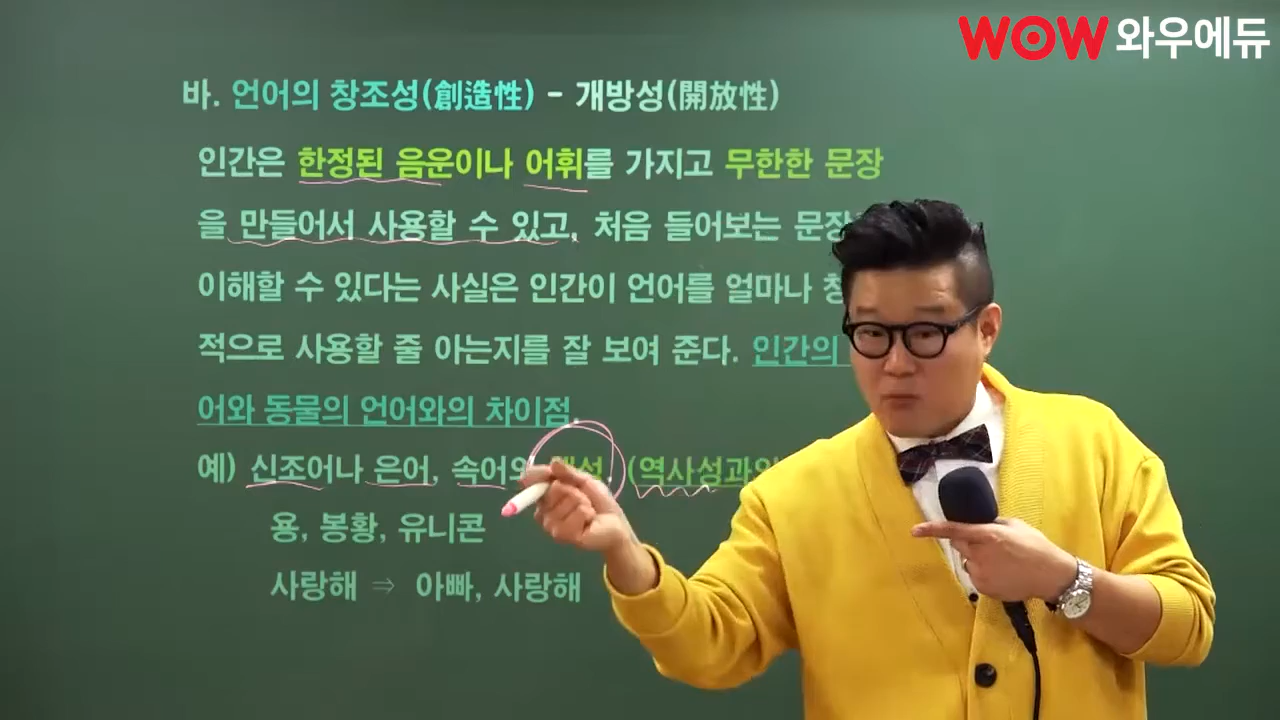 WOW 와우에듀
바. 언어의 창조성(創造性) - 개방성(開放性)
인간은 한정된 음운이나 어휘를 가지고 무한한 문장
을 만들어서 사용할 수 있고, 처음 들어보는 문장
이해할 수 있다는 사실은 인간이 언어를 얼마나
적으로 사용할 줄 아는지를 잘 보여 준다. 인간의
어와 동물의 언어와의 차이점.
예) 신조어나 은어, 속어와 (역사성과의
용, 봉황, 유니콘
사랑해 ⇒ 아빠, 사랑해